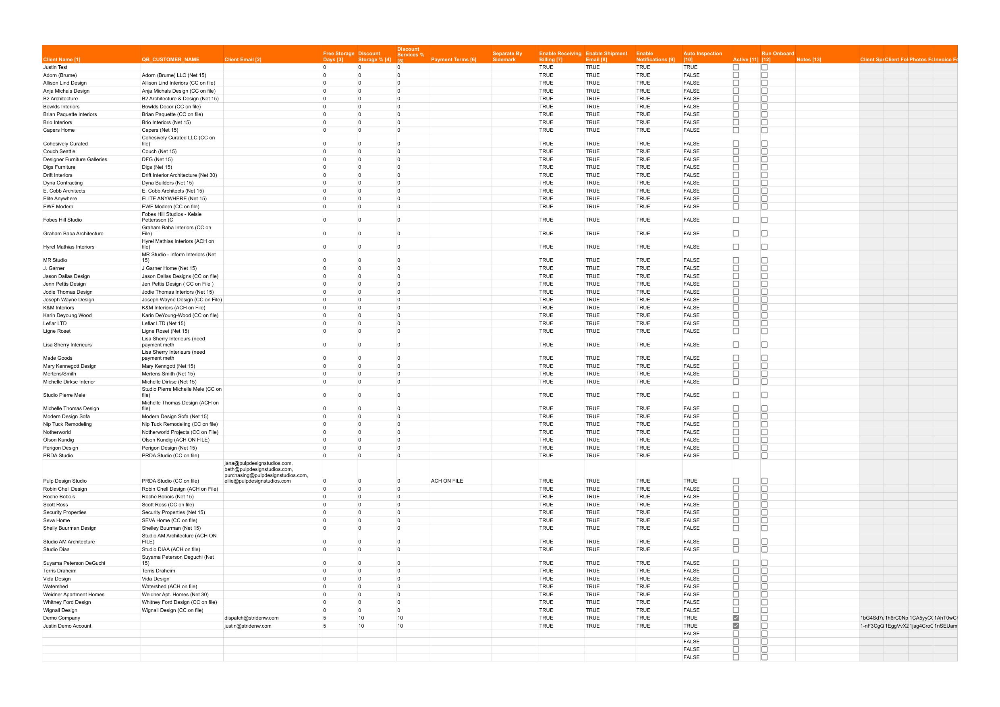 Client Name [1] QB_CUSTOMER_NAME Client Email [2] Free Storage Days [3] Discount Storage % [4] Discount Services % [5] Payment Terms [6] Separate By Sidemark Enable Receiving Billing [7] Enable Shipment Email [8] Enable Notifications [9] Auto Inspection [10] Active [11] Run Onboard [12] Notes [13] Client Spr Client Fol Photos Fo Invoice Fo
Justin Test 0 0 0 TRUE TRUE TRUE TRUE
Adorn (Brume) Adorn (Brume) LLC (Net 15) 0 0 0 TRUE TRUE TRUE FALSE
Allison Lind Design Allison Lind Interiors (CC on file) 0 0 0 TRUE TRUE TRUE FALSE
Anja Michals Design Anja Michals Design (CC on file) 0 0 0 TRUE TRUE TRUE FALSE
B2 Architecture B2 Architecture & Design (Net 15) 0 0 0 TRUE TRUE TRUE FALSE
Bowlds Interiors Bowlds Decor (CC on file) 0 0 0 TRUE TRUE TRUE FALSE
Brian Paquette Interiors Brian Paquette (CC on file) 0 0 0 TRUE TRUE TRUE FALSE
Brio Interiors Brio Interiors (Net 15) 0 0 0 TRUE TRUE TRUE FALSE
Capers Home Capers (Net 15) 0 0 0 TRUE TRUE TRUE FALSE
Cohesively Curated Cohesively Curated LLC (CC on file) 0 0 0 TRUE TRUE TRUE FALSE
Couch Seattle Couch (Net 15) 0 0 0 TRUE TRUE TRUE FALSE
Designer Furniture Galleries DFG (Net 15) 0 0 0 TRUE TRUE TRUE FALSE
Digs Furniture Digs (Net 15) 0 0 0 TRUE TRUE TRUE FALSE
Drift Interiors Drift Interior Architecture (Net 30) 0 0 0 TRUE TRUE TRUE FALSE
Dyna Contracting Dyna Builders (Net 15) 0 0 0 TRUE TRUE TRUE FALSE
E. Cobb Architects E. Cobb Architects (Net 15) 0 0 0 TRUE TRUE TRUE FALSE
Elite Anywhere ELITE ANYWHERE (Net 15) 0 0 0 TRUE TRUE TRUE FALSE
EWF Modern EWF Modern (CC on file) 0 0 0 TRUE TRUE TRUE FALSE
Fobes Hill Studio Fobes Hill Studios - Kelsie Pettersson (C 0 0 0 TRUE TRUE TRUE FALSE
Graham Baba Architecture Graham Baba Interiors (CC on File) 0 0 0 TRUE TRUE TRUE FALSE
Hyrel Mathias Interiors Hyrel Mathias Interiors (ACH on file) 0 0 0 TRUE TRUE TRUE FALSE
MR Studio MR Studio - Inform Interiors (Net 15) 0 0 0 TRUE TRUE TRUE FALSE
J. Garner J Garner Home (Net 15) 0 0 0 TRUE TRUE TRUE FALSE
Jason Dallas Design Jason Dallas Designs (CC on file) 0 0 0 TRUE TRUE TRUE FALSE
Jenn Pettis Design Jen Pettis Design ( CC on File ) 0 0 0 TRUE TRUE TRUE FALSE
Jodie Thomas Design Jodie Thomas Interiors (Net 15) 0 0 0 TRUE TRUE TRUE FALSE
Joseph Wayne Design Joseph Wayne Design (CC on File) 0 0 0 TRUE TRUE TRUE FALSE
K&M Interiors K&M Interiors (ACH on File) 0 0 0 TRUE TRUE TRUE FALSE
Karin Deyoung Wood Karin DeYoung-Wood (CC on file) 0 0 0 TRUE TRUE TRUE FALSE
Leflar LTD Leflar LTD (Net 15) 0 0 0 TRUE TRUE TRUE FALSE
Ligne Roset Ligne Roset (Net 15) 0 0 0 TRUE TRUE TRUE FALSE
Lisa Sherry Interieurs Lisa Sherry Interieurs (need payment meth 0 0 0 TRUE TRUE TRUE FALSE
Made Goods Lisa Sherry Interieurs (need payment meth 0 0 0 TRUE TRUE TRUE FALSE
Mary Kennegott Design Mary Kenngott (Net 15) 0 0 0 TRUE TRUE TRUE FALSE
Mertens/Smith Mertens Smith (Net 15) 0 0 0 TRUE TRUE TRUE FALSE
Michelle Dirkse Interior Michelle Dirkse (Net 15) 0 0 0 TRUE TRUE TRUE FALSE
Studio Pierre Mele Studio Pierre Michelle Mele (CC on file) 0 0 0 TRUE TRUE TRUE FALSE
Michelle Thomas Design Michelle Thomas Design (ACH on file) 0 0 0 TRUE TRUE TRUE FALSE
Modern Design Sofa Modern Design Sofa (Net 15) 0 0 0 TRUE TRUE TRUE FALSE
Nip Tuck Remodeling Nip Tuck Remodeling (CC on file) 0 0 0 TRUE TRUE TRUE FALSE
Notherworld Notherworld Projects (CC on File) 0 0 0 TRUE TRUE TRUE FALSE
Olson Kundig Olson Kundig (ACH ON FILE) 0 0 0 TRUE TRUE TRUE FALSE
Perigon Design Perigon Design (Net 15) 0 0 0 TRUE TRUE TRUE FALSE
PRDA Studio PRDA Studio (CC on file) 0 0 0 TRUE TRUE TRUE FALSE
Pulp Design Studio PRDA Studio (CC on file) jana@pulpdesignstudios.com, beth@pulpdesignstudios.com, purchasing@pulpdesignstudios.com, ellie@pulpdesignstudios.com 0 0 0 ACH ON FILE TRUE TRUE TRUE TRUE
Robin Chell Design Robin Chell Design (ACH on File) 0 0 0 TRUE TRUE TRUE FALSE
Roche Bobois Roche Bobois (Net 15) 0 0 0 TRUE TRUE TRUE FALSE
Scott Ross Scott Ross (CC on file) 0 0 0 TRUE TRUE TRUE FALSE
Security Properties Security Properties (Net 15) 0 0 0 TRUE TRUE TRUE FALSE
Seva Home SEVA Home (CC on file) 0 0 0 TRUE TRUE TRUE FALSE
Shelly Buurman Design Shelley Buurman (Net 15) 0 0 0 TRUE TRUE TRUE FALSE
Studio AM Architecture Studio AM Architecture (ACH ON FILE) 0 0 0 TRUE TRUE TRUE FALSE
Studio Diaa Studio DIAA (ACH on file) 0 0 0 TRUE TRUE TRUE FALSE
Suyama Peterson DeGuchi Suyama Peterson Deguchi (Net 15) 0 0 0 TRUE TRUE TRUE FALSE
Terris Draheim Terris Draheim 0 0 0 TRUE TRUE TRUE FALSE
Vida Design Vida Design 0 0 0 TRUE TRUE TRUE FALSE
Watershed Watershed (ACH on file) 0 0 0 TRUE TRUE TRUE FALSE
Weidner Apartment Homes Weidner Apt. Homes (Net 30) 0 0 0 TRUE TRUE TRUE FALSE
Whitney Ford Design Whitney Ford Design (CC on file) 0 0 0 TRUE TRUE TRUE FALSE
Wignall Design Wignall Design (CC on file) 0 0 0 TRUE TRUE TRUE FALSE
Demo Company dispatch@stridenw.com 5 10 10 TRUE TRUE TRUE TRUE 1bG4Sd7u 1h6rC0Np 1CA5yyC 1AhT0wC
Justin Demo Account justin@stridenw.com 5 10 10 TRUE TRUE TRUE TRUE 1-nF3CgQ 1EggVvXZ 1jag4Cro 1nSEUam
FALSE
FALSE
FALSE
FALSE